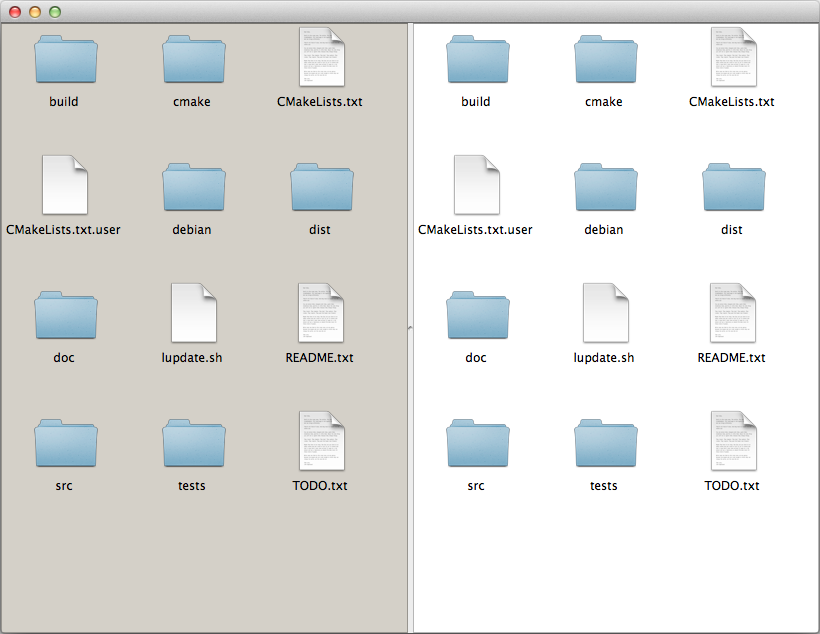 build cmake CMakeLists.txt
CMakeLists.txt.user debian dist
doc lupdate.sh README.txt
src tests TODO.txt
build cmake CMakeLists.txt
CMakeLists.txt.user debian dist
doc lupdate.sh README.txt
src tests TODO.txt